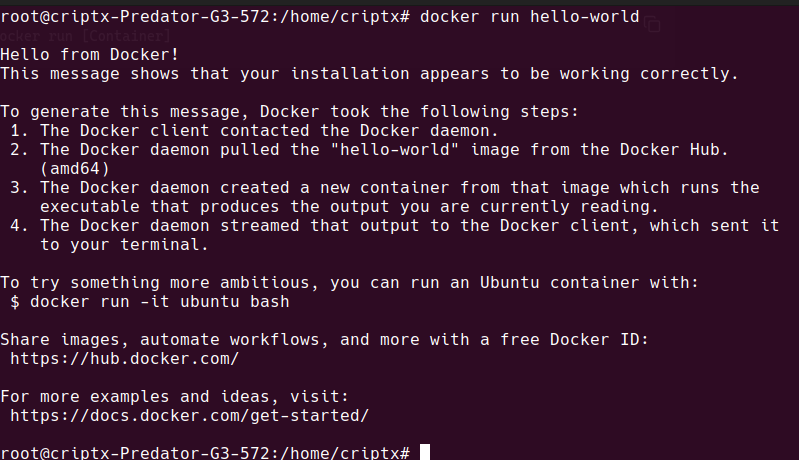 root@criptx-Predator-G3-572:/home/criptx# docker run hello-world
ocker run [Container]
Hello from Docker!
This message shows that your installation appears to be working correctly.
To generate this message, Docker took the following steps:
1. The Docker client contacted the Docker daemon.
2. The Docker daemon pulled the "hello-world" image from the Docker Hub.
(amd64)
3. The Docker daemon created a new container from that image which runs the
executable that produces the output you are currently reading.
4. The Docker daemon streamed that output to the Docker client, which sent it
to your terminal.
To try something more ambitious, you can run an Ubuntu container with:
$ docker run -it ubuntu bash
Share images, automate workflows, and more with a free Docker ID:
https://hub.docker.com/
For more examples and ideas, visit:
https://docs.docker.com/get-started/
root@criptx-Predator-G3-572:/home/criptx#